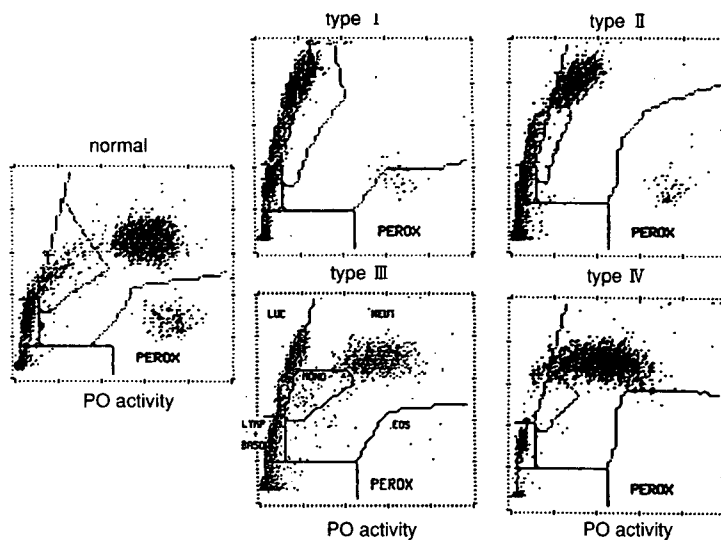 type I
type II
normal
PEROX
PEROX
PEROX
PO activity
type III
type IV
LUC
NEUT
MONO
LYMP
+
BASO
EOS
PEROX
PEROX
PO activity
PO activity